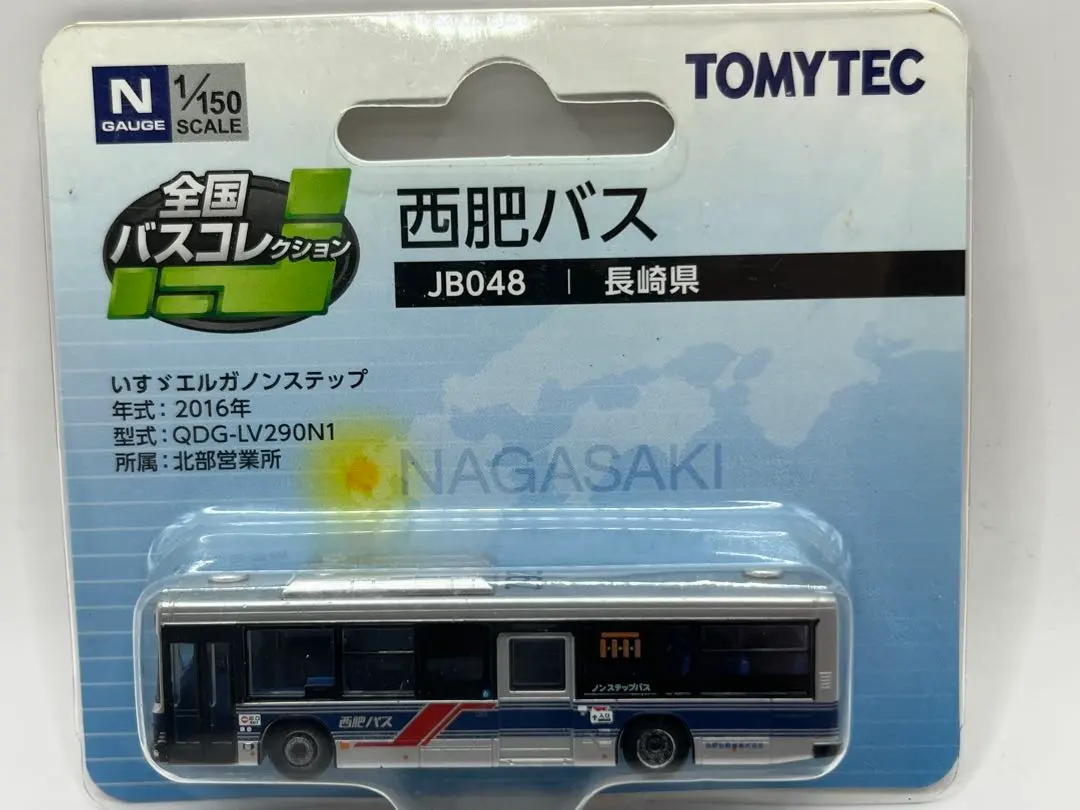 N
GAUGE
1/150
SCALE
TOMYTEC
全国
バスコレクション
西肥バス
JB048 | 長崎県
いすゞエルガノンステップ
年式：2016年
型式：QDG-LV290N1
所属：北部営業所
NAGASAKI
ノンステップバス
西肥バス
入口